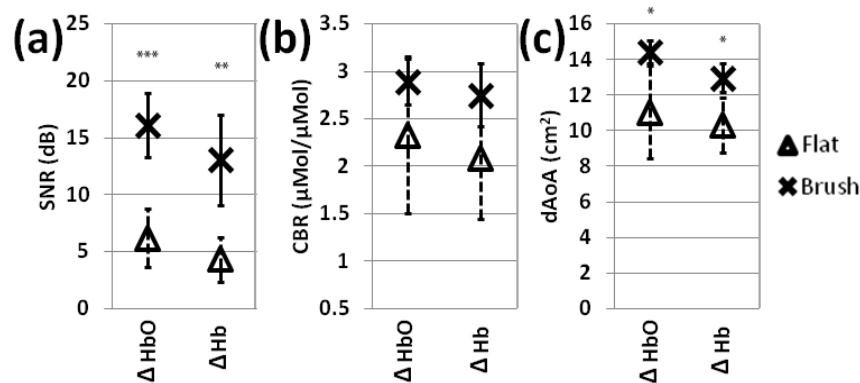 (a)
SNR (dB)
25
20
15
10
5
0
***
**
Δ HbO
Δ Hb
(b)
CBR (µMol/µMol)
3.5
3
2.5
2
1.5
1
0.5
Δ HbO
Δ Hb
(c)
dAoA (cm²)
16
14
12
10
8
6
4
2
0
*
*
Δ HbO
Δ Hb
Flat
Brush